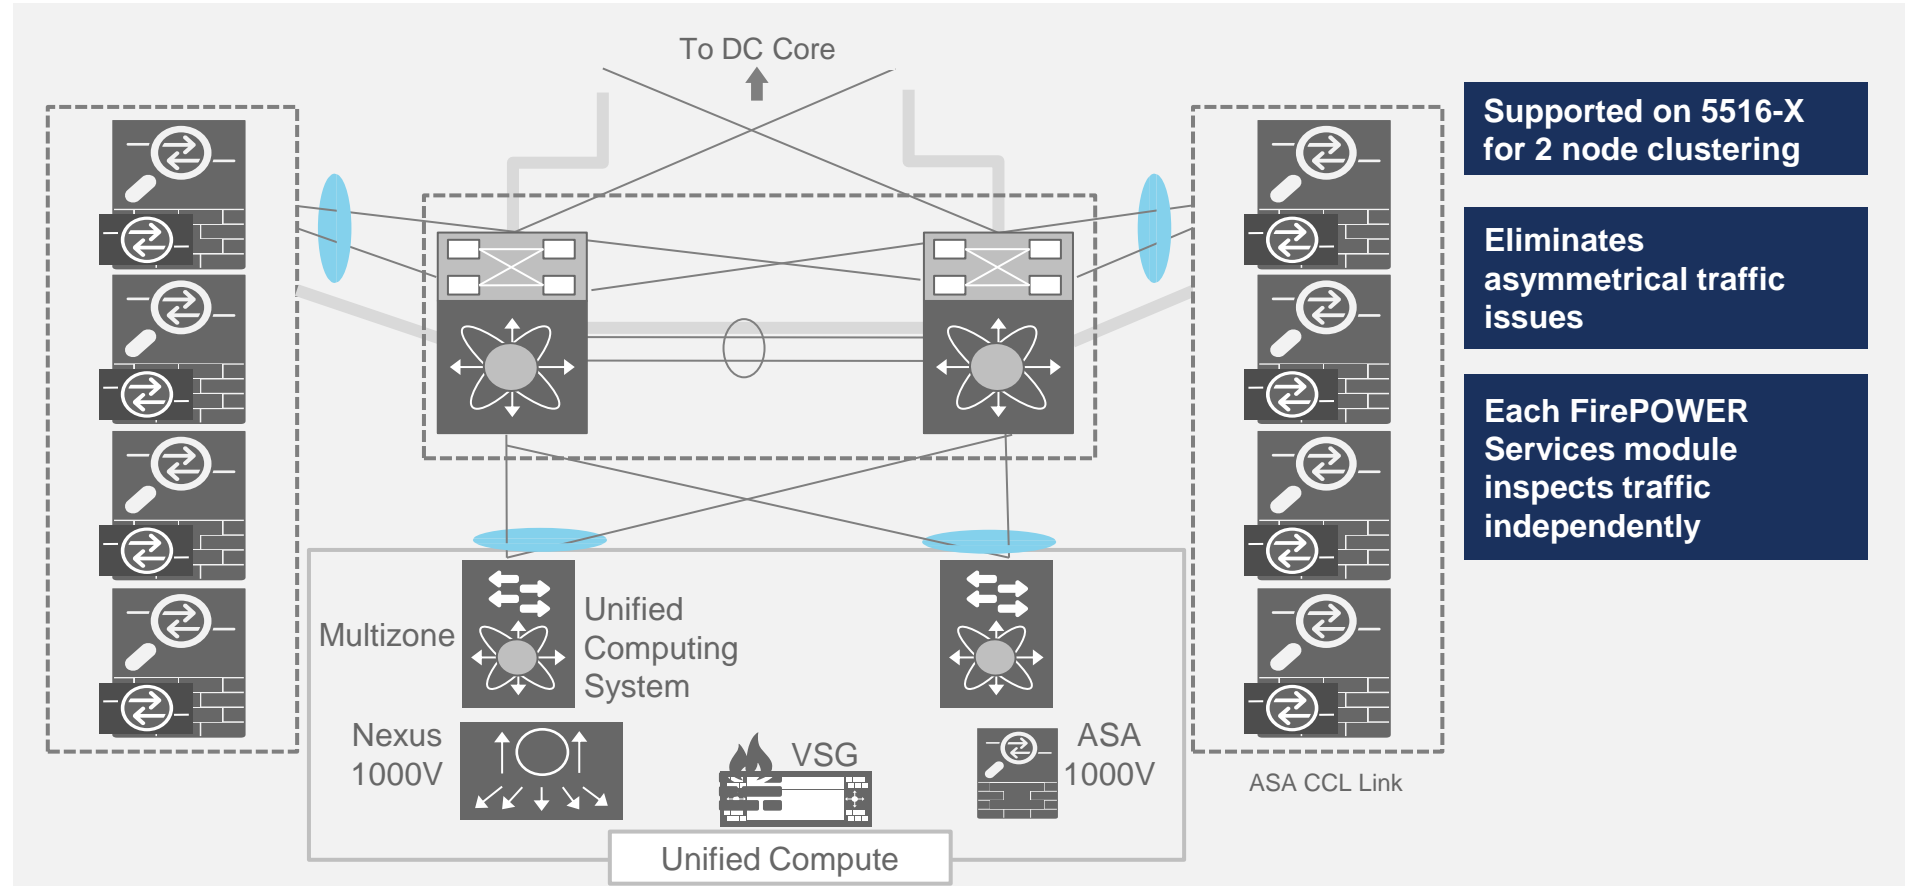 To DC Core
Supported on 5516-X
for 2 node clustering
Eliminates
asymmetrical traffic
issues
Each FirePOWER
Services module
inspects traffic
independently
Multizone
Unified
Computing
System
Nexus
1000V
VSG
ASA
1000V
ASA CCL Link
Unified Compute